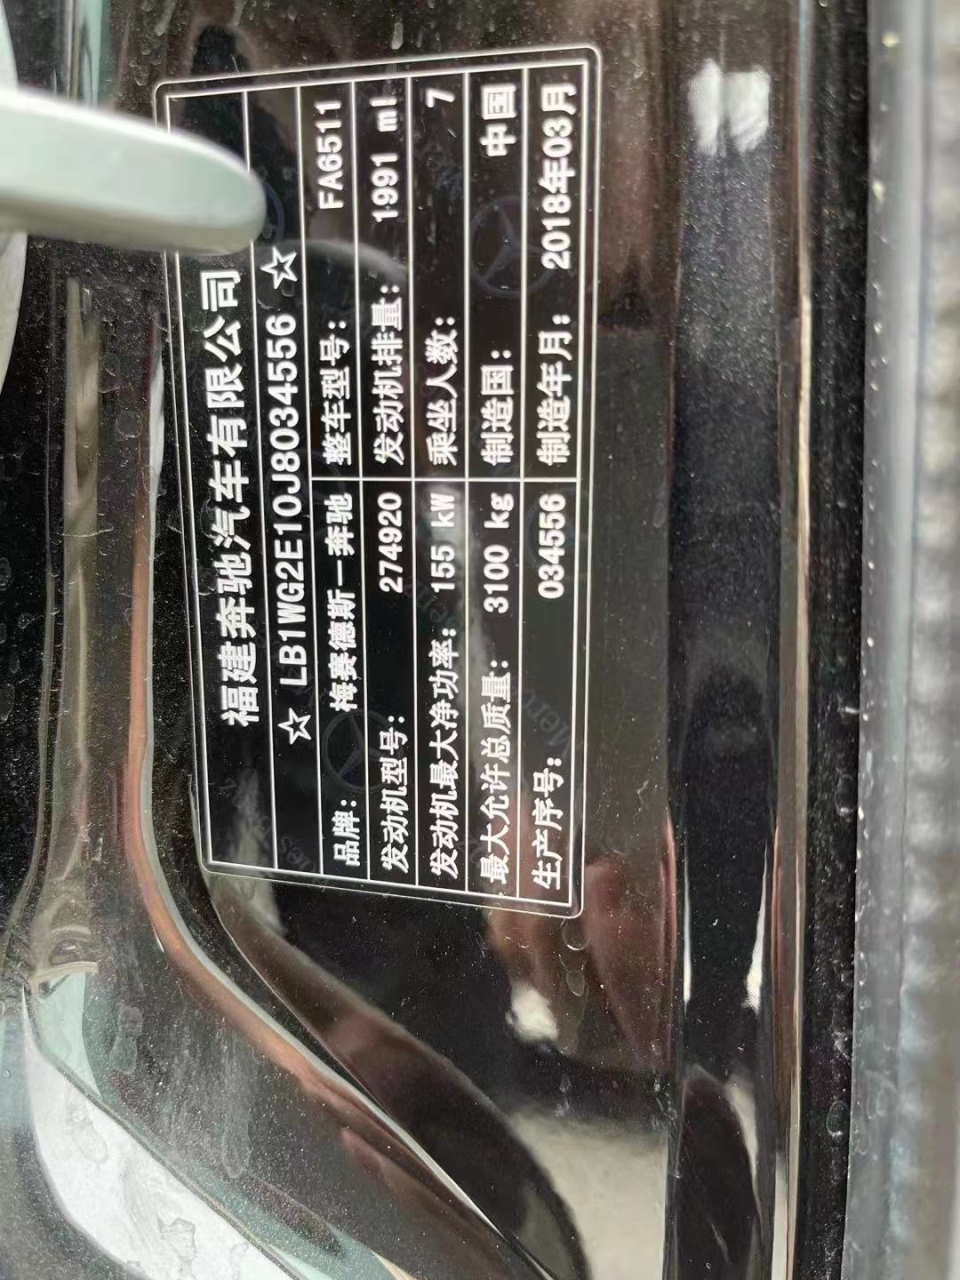 福建奔驰汽车有限公司
☆ LB1WG2E10J8034556 ☆
品牌: 梅赛德斯－奔驰 整车型号: FA6511
发动机型号: 274920 发动机排量: 1991 ml
发动机最大净功率: 155 kW 乘坐人数: 7
最大允许总质量: 3100 kg 制造国: 中国
生产序号: 034556 制造年月: 2018年03月